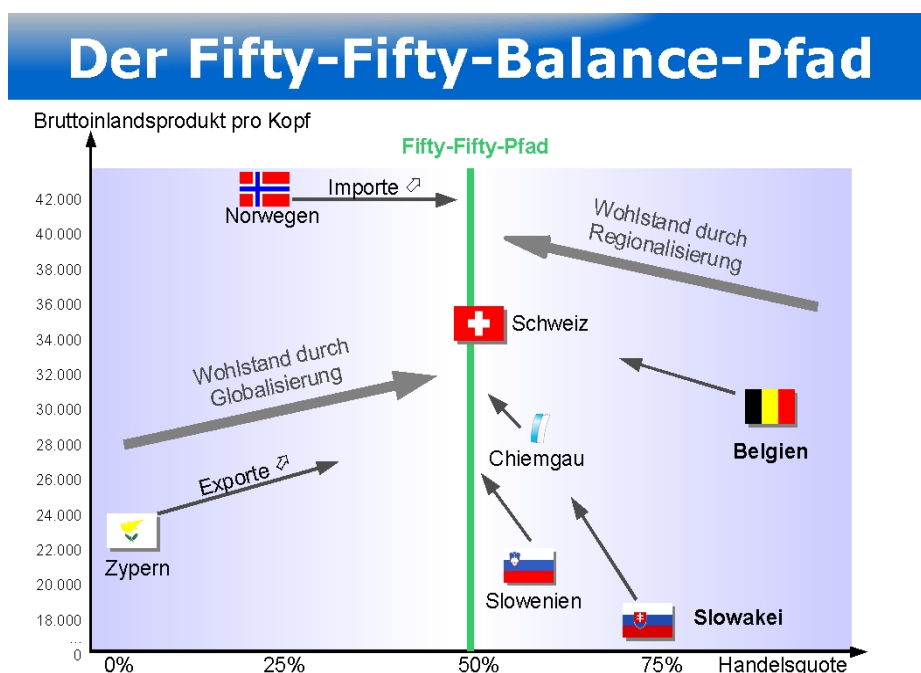 Der Fifty-Fifty-Balance-Pfad
Bruttoinlandsprodukt pro Kopf
Fifty-Fifty-Pfad
42.000
40.000
38.000
36.000
34.000
32.000
30.000
28.000
26.000
24.000
22.000
20.000
18.000
...
0
Norwegen
Importe
Wohlstand durch
Regionalisierung
Schweiz
Wohlstand durch
Globalisierung
Belgien
Chiemgau
Exporte
Zypern
Slowenien
Slowakei
0%
25%
50%
75%
Handelsquote